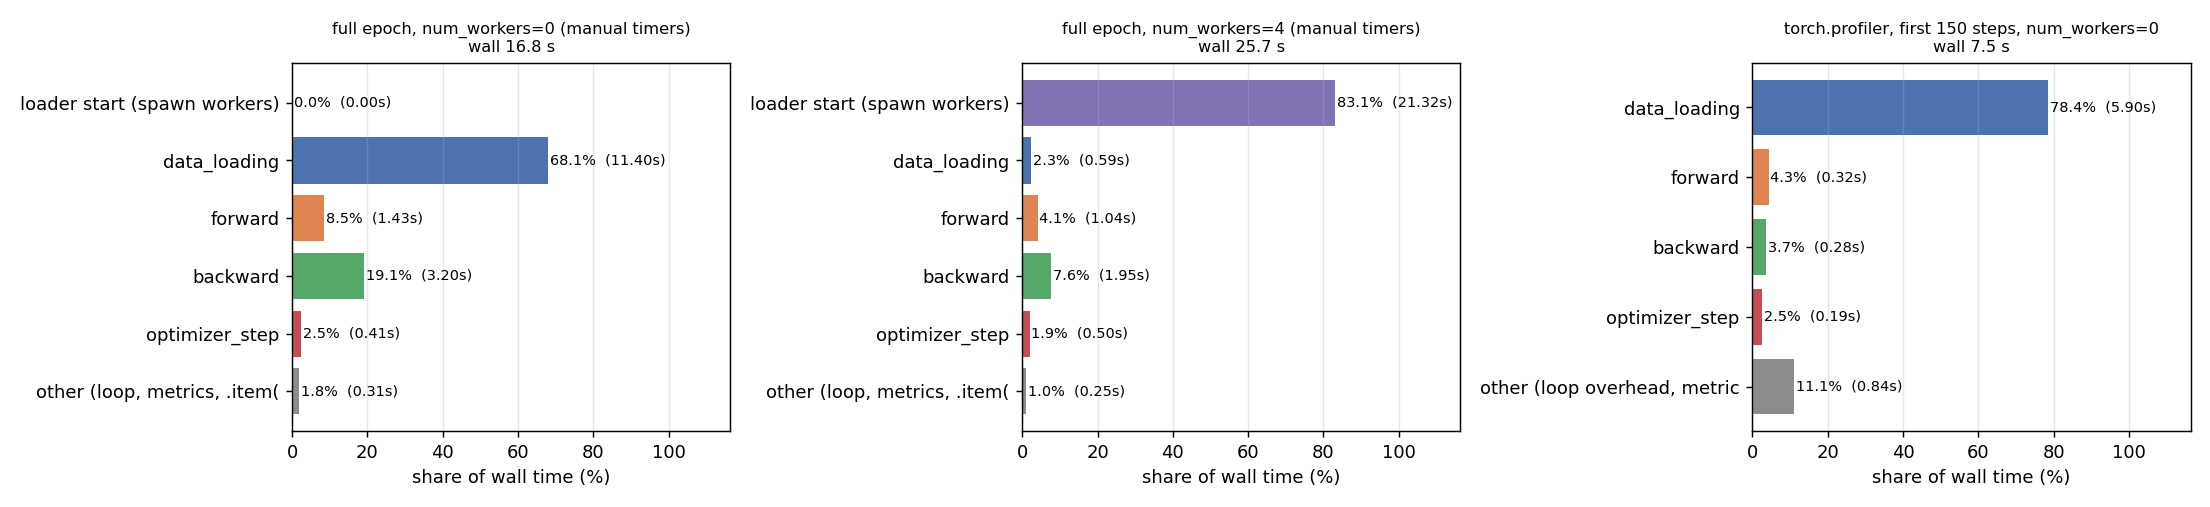 full epoch, num_workers=0 (manual timers)
wall 16.8 s
loader start (spawn workers)
0.0%  (0.00s)
data_loading
68.1%  (11.40s)
forward
8.5%  (1.43s)
backward
19.1%  (3.20s)
optimizer_step
2.5%  (0.41s)
other (loop, metrics, .item(
1.8%  (0.31s)
0 20 40 60 80 100
share of wall time (%)
full epoch, num_workers=4 (manual timers)
wall 25.7 s
loader start (spawn workers)
83.1%  (21.32s)
data_loading
2.3%  (0.59s)
forward
4.1%  (1.04s)
backward
7.6%  (1.95s)
optimizer_step
1.9%  (0.50s)
other (loop, metrics, .item(
1.0%  (0.25s)
0 20 40 60 80 100
share of wall time (%)
torch.profiler, first 150 steps, num_workers=0
wall 7.5 s
data_loading
78.4%  (5.90s)
forward
4.3%  (0.32s)
backward
3.7%  (0.28s)
optimizer_step
2.5%  (0.19s)
other (loop overhead, metric
11.1%  (0.84s)
0 20 40 60 80 100
share of wall time (%)